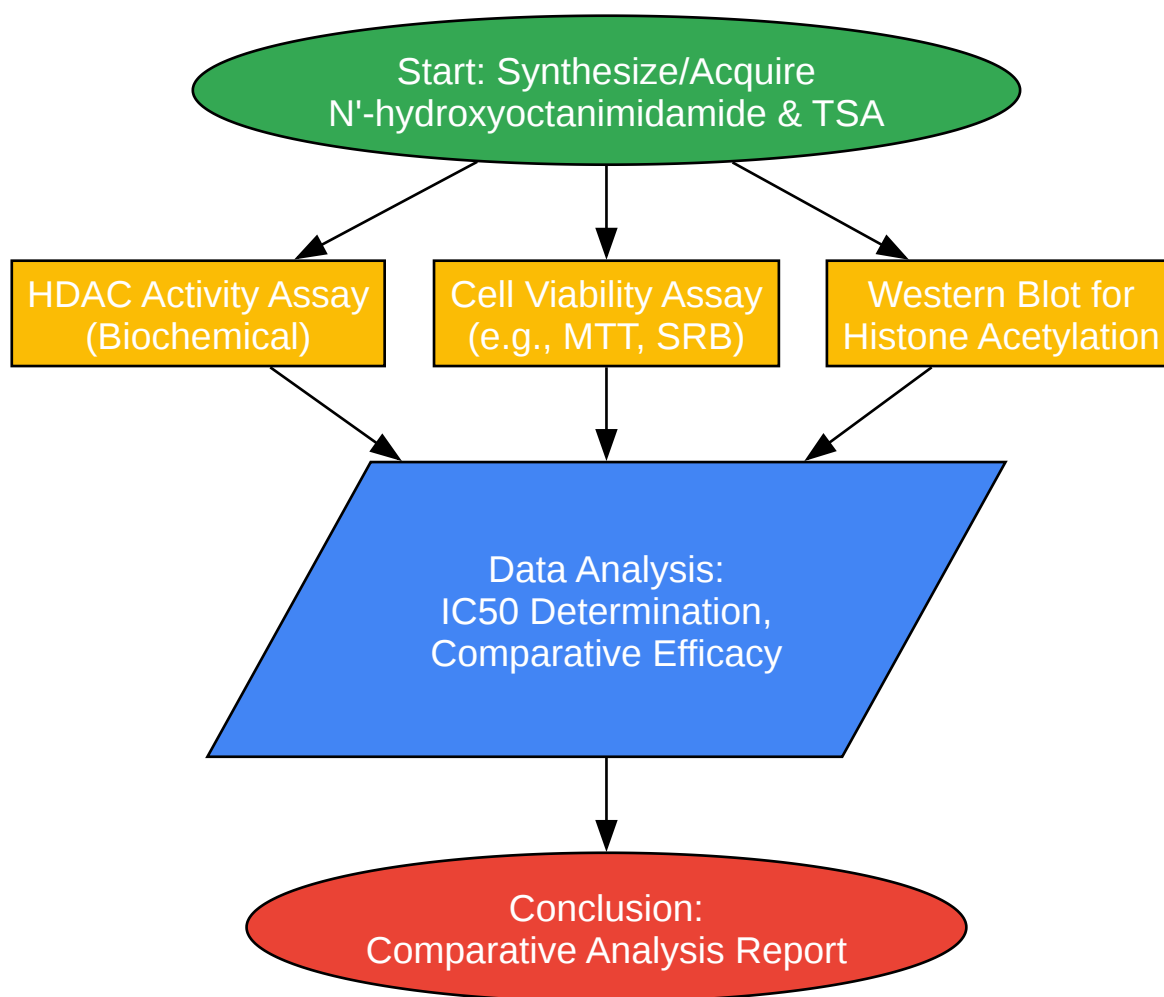 Start: Synthesize/Acquire
N'-hydroxyoctanimidamide & TSA
HDAC Activity Assay
(Biochemical)
Cell Viability Assay
(e.g., MTT, SRB)
Western Blot for
Histone Acetylation
Data Analysis:
IC50 Determination,
Comparative Efficacy
Conclusion:
Comparative Analysis Report